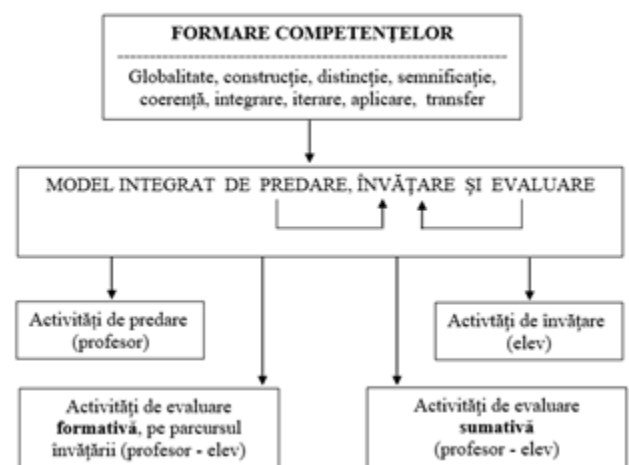 FORMARE COMPETENȚELOR
Globalitate, construcție, distincție, semnificație,
coerență, integrare, iterare, aplicare, transfer
MODEL INTEGRAT DE PREDARE, ÎNVĂȚARE ȘI EVALUARE
Activități de predare
(profesor)
Activtăți de învățare
(elev)
Activități de evaluare
formativă, pe parcursul
învățării (profesor - elev)
Activități de evaluare
sumativă
(profesor - elev)